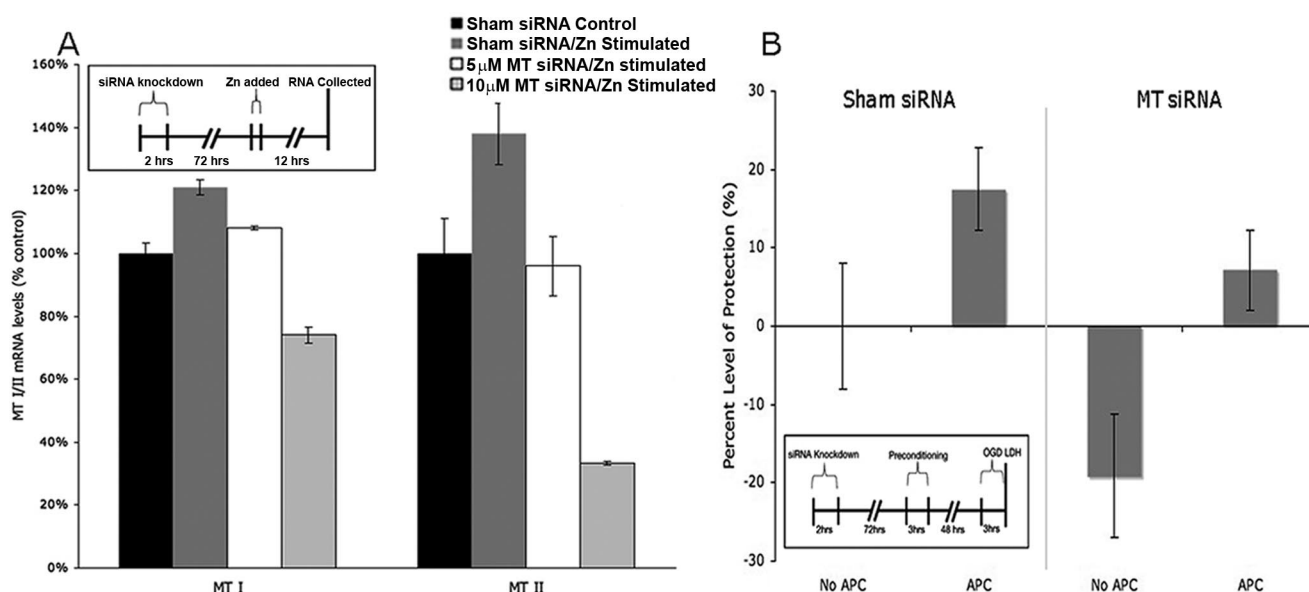 A
Sham siRNA Control
Sham siRNA/Zn Stimulated
5μM MT siRNA/Zn stimulated
10μM MT siRNA/Zn Stimulated
MT I/II mRNA levels (% control)
160%
140%
120%
100%
80%
60%
40%
20%
0%
siRNA knockdown Zn added RNA Collected
2 hrs 72 hrs 12 hrs
MT I MT II
B
Sham siRNA MT siRNA
Percent Level of Protection (%)
30
20
10
0
-10
-20
-30
siRNA Knockdown Preconditioning OGD LDH
2hrs 72hrs 3hrs 48 hrs 3hrs
No APC APC No APC APC